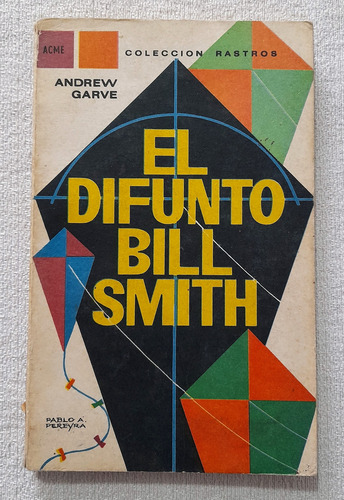 ACME
COLECCION RASTROS
ANDREW
GARVE
EL
DIFUNTO
BILL
SMITH
PABLO A.
PEREYRA